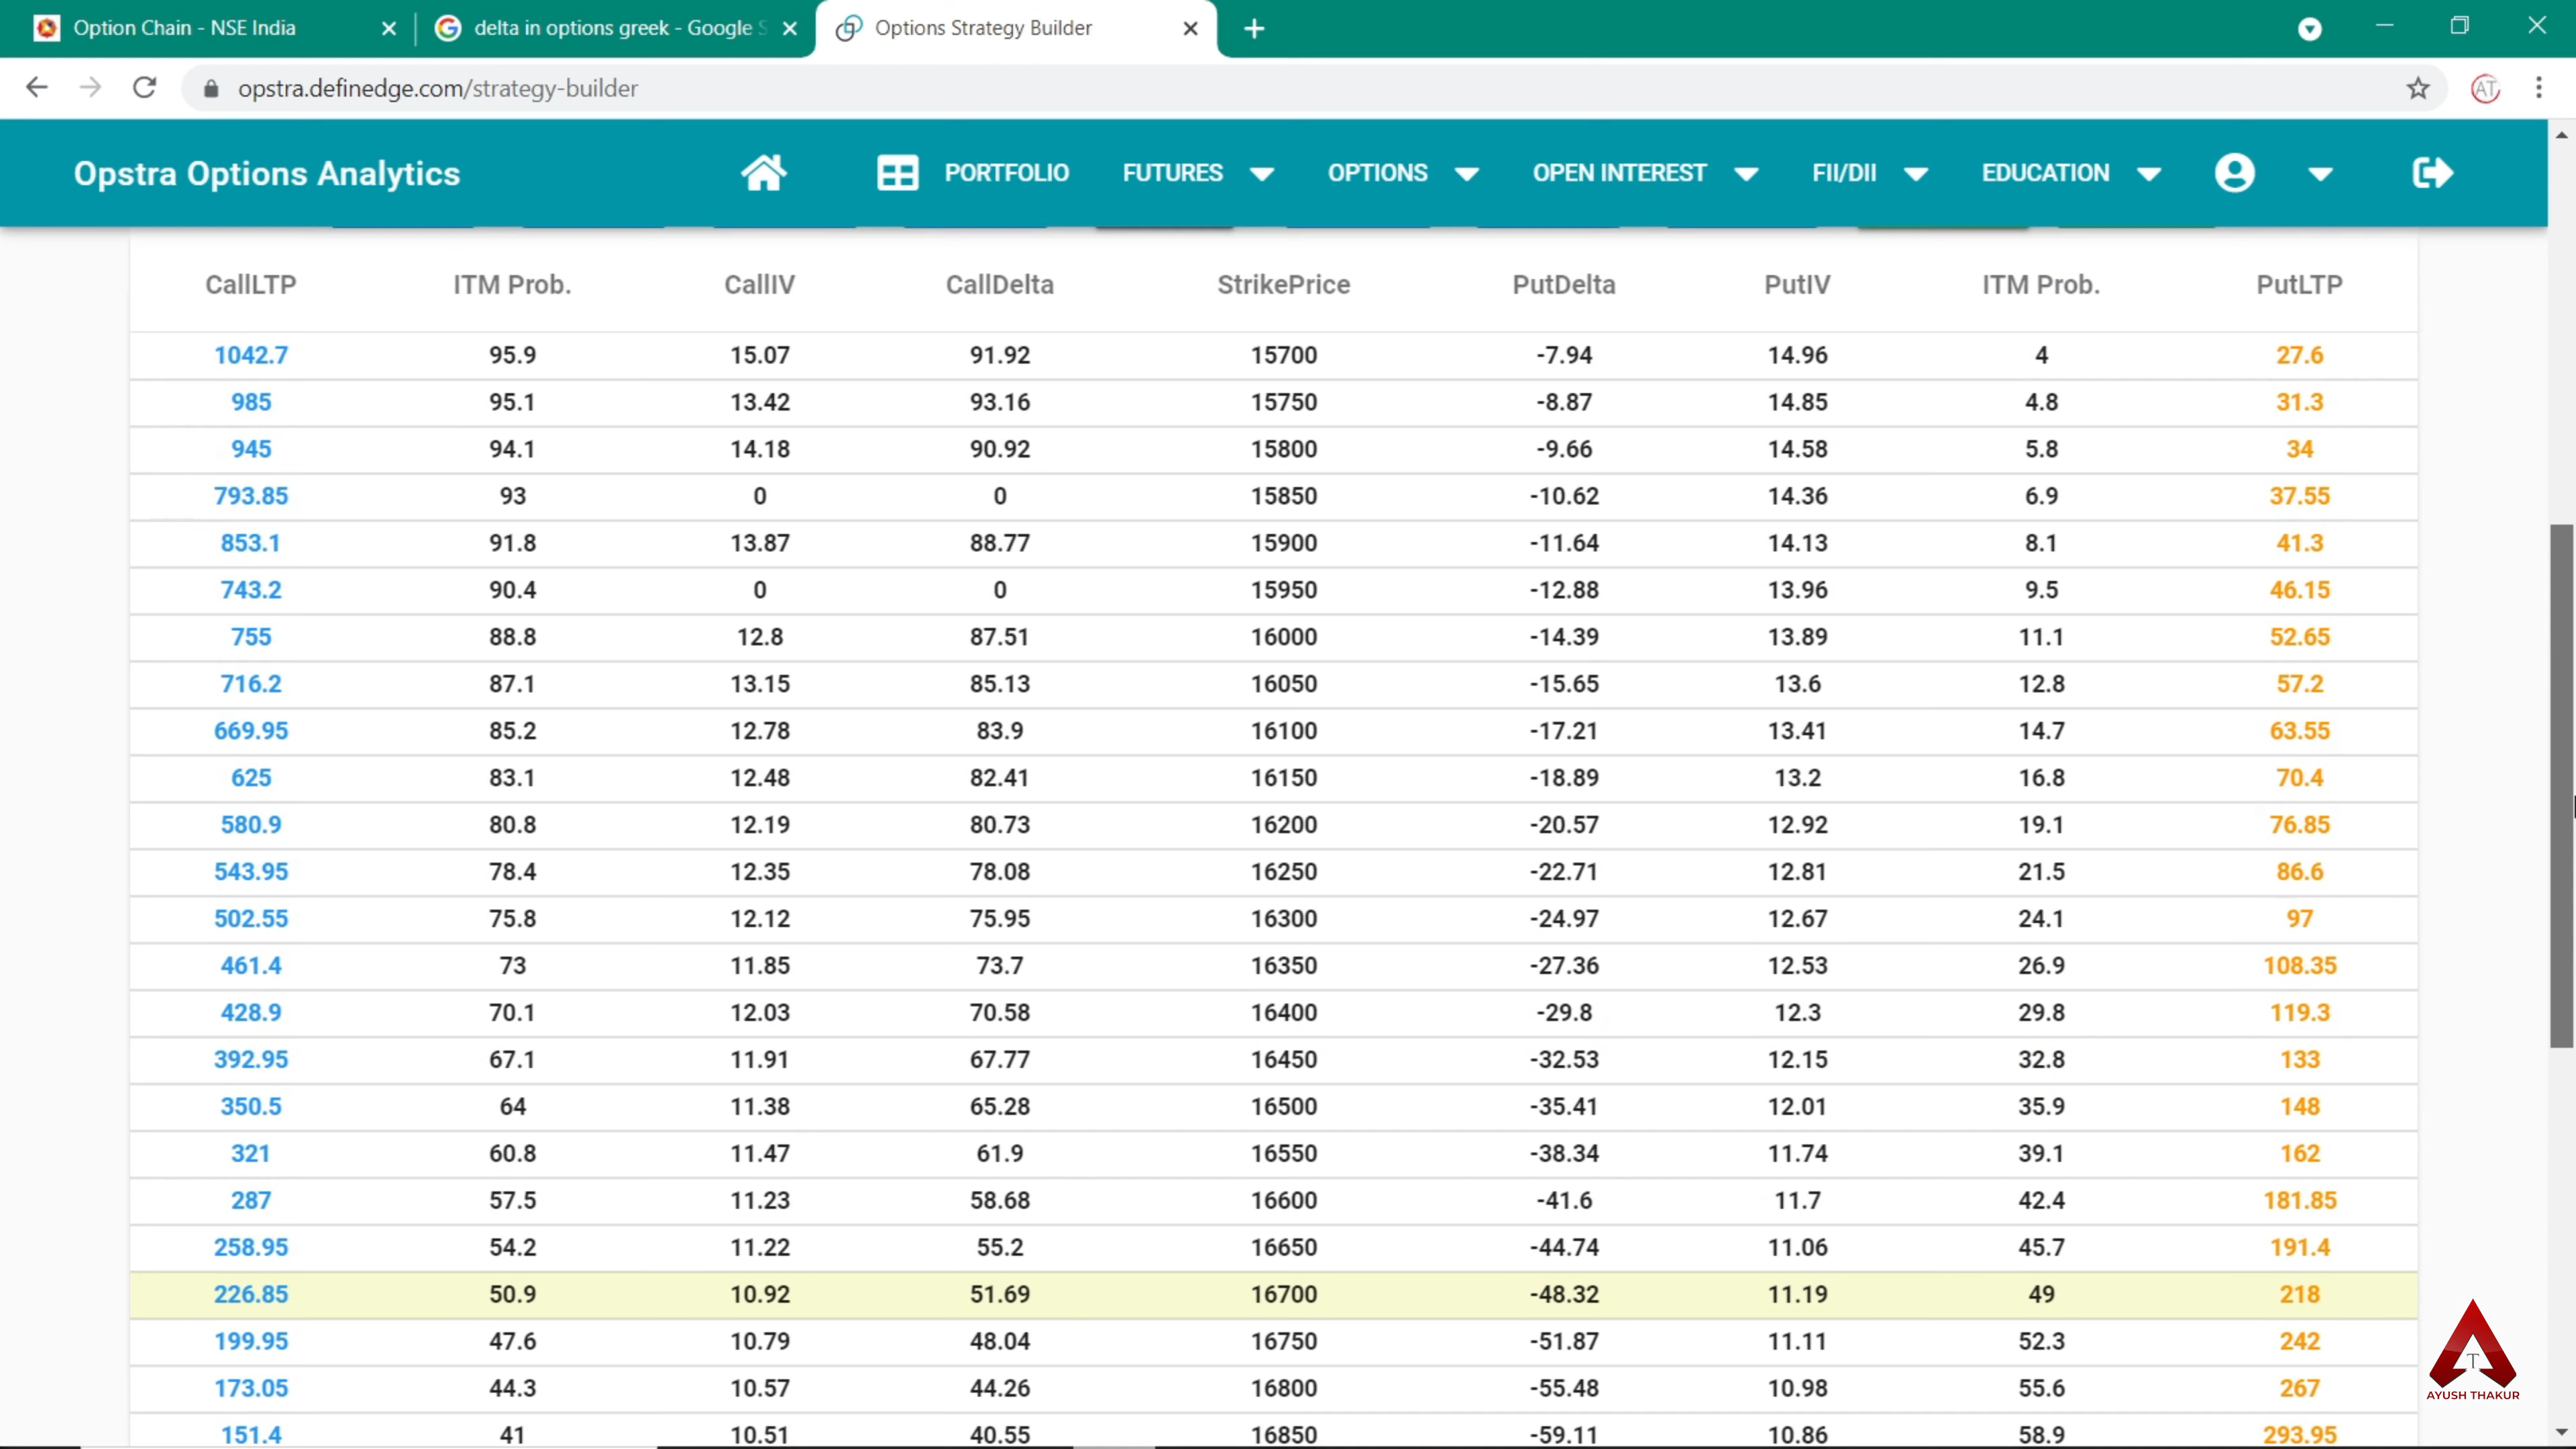 Option Chain - NSE India
delta in options greek - Google S
Options Strategy Builder
opstra.definedge.com/strategy-builder
AT
Opstra Options Analytics
PORTFOLIO FUTURES OPTIONS OPEN INTEREST FII/DII EDUCATION
CallLTP ITM Prob. CallIV CallDelta StrikePrice PutDelta PutIV ITM Prob. PutLTP
1042.7 95.9 15.07 91.92 15700 -7.94 14.96 4 27.6
985 95.1 13.42 93.16 15750 -8.87 14.85 4.8 31.3
945 94.1 14.18 90.92 15800 -9.66 14.58 5.8 34
793.85 93 0 0 15850 -10.62 14.36 6.9 37.55
853.1 91.8 13.87 88.77 15900 -11.64 14.13 8.1 41.3
743.2 90.4 0 0 15950 -12.88 13.96 9.5 46.15
755 88.8 12.8 87.51 16000 -14.39 13.89 11.1 52.65
716.2 87.1 13.15 85.13 16050 -15.65 13.6 12.8 57.2
669.95 85.2 12.78 83.9 16100 -17.21 13.41 14.7 63.55
625 83.1 12.48 82.41 16150 -18.89 13.2 16.8 70.4
580.9 80.8 12.19 80.73 16200 -20.57 12.92 19.1 76.85
543.95 78.4 12.35 78.08 16250 -22.71 12.81 21.5 86.6
502.55 75.8 12.12 75.95 16300 -24.97 12.67 24.1 97
461.4 73 11.85 73.7 16350 -27.36 12.53 26.9 108.35
428.9 70.1 12.03 70.58 16400 -29.8 12.3 29.8 119.3
392.95 67.1 11.91 67.77 16450 -32.53 12.15 32.8 133
350.5 64 11.38 65.28 16500 -35.41 12.01 35.9 148
321 60.8 11.47 61.9 16550 -38.34 11.74 39.1 162
287 57.5 11.23 58.68 16600 -41.6 11.7 42.4 181.85
258.95 54.2 11.22 55.2 16650 -44.74 11.06 45.7 191.4
226.85 50.9 10.92 51.69 16700 -48.32 11.19 49 218
199.95 47.6 10.79 48.04 16750 -51.87 11.11 52.3 242
173.05 44.3 10.57 44.26 16800 -55.48 10.98 55.6 267
151.4 41 10.51 40.55 16850 -59.11 10.86 58.9 293.95
T
AYUSH THAKUR